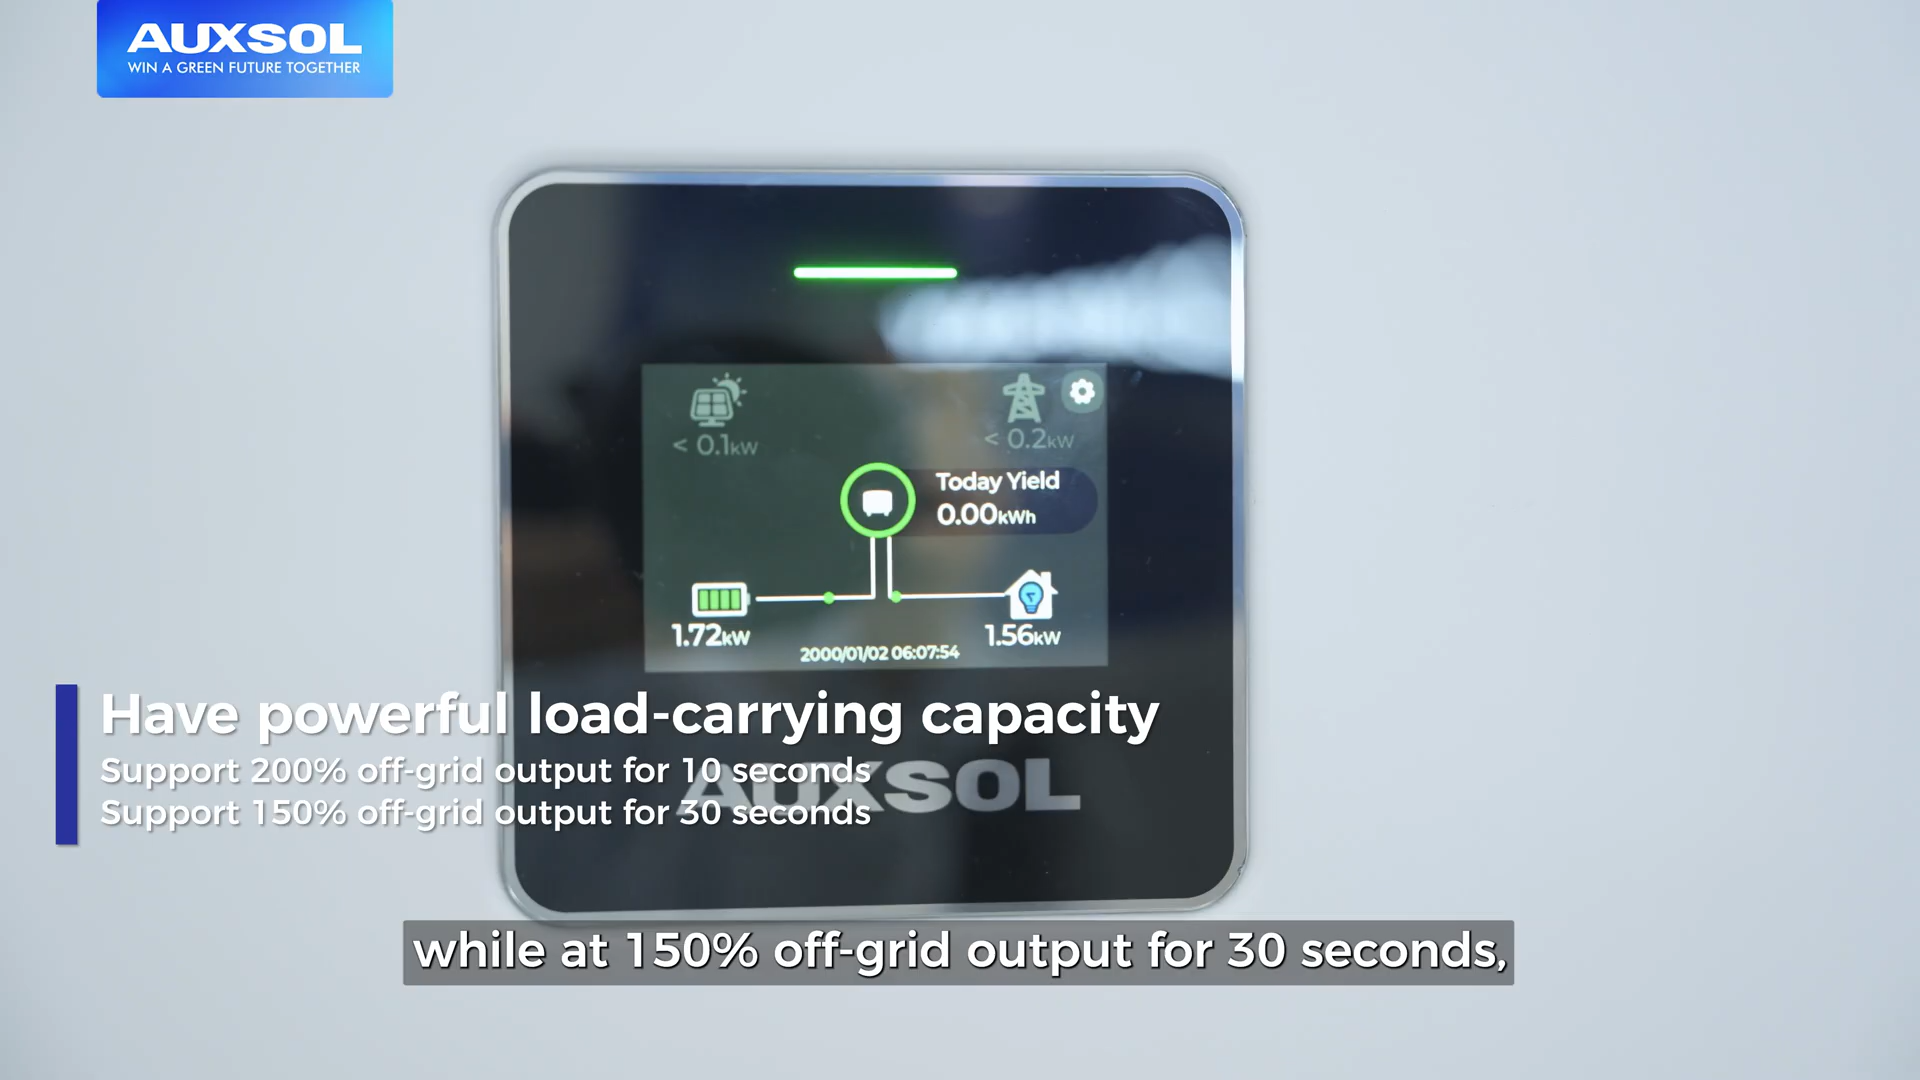 AUXSOL
WIN A GREEN FUTURE TOGETHER
< 0.1kW
< 0.2kW
Today Yield
0.00kWh
1.72kW
1.56kW
2000/01/02 06:07:54
Have powerful load-carrying capacity
Support 200% off-grid output for 10 seconds
Support 150% off-grid output for 30 seconds
AUXSOL
while at 150% off-grid output for 30 seconds,